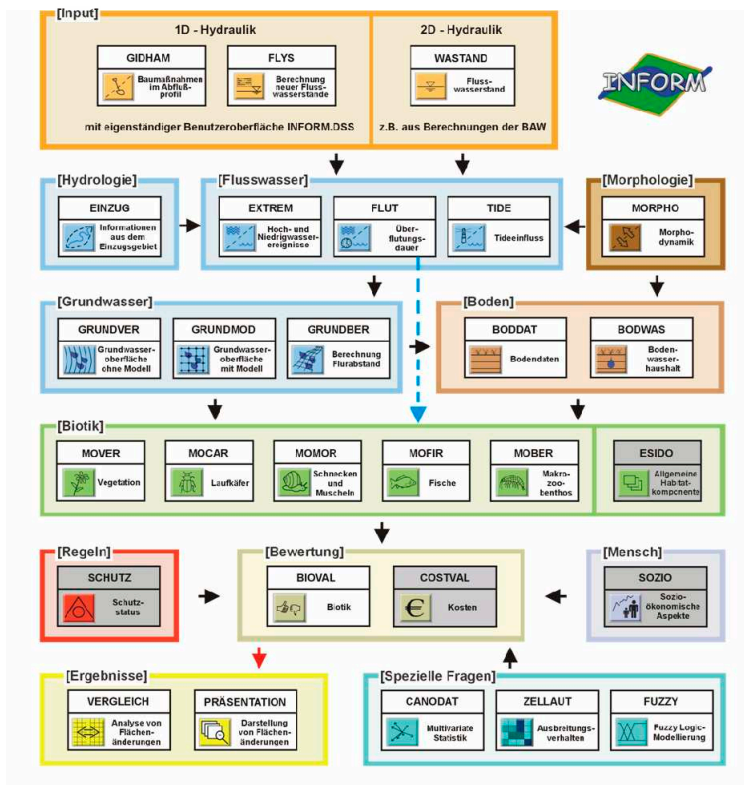 [Input]
1D - Hydraulik
2D - Hydraulik
GIDHAM
Baumaßnahmen
im Abfluß-
profil
FLYS
Berechnung
neuer Fluss-
wasserstände
WASTAND
Fluss-
wasserstand
mit eigenständiger Benutzeroberfläche INFORM.DSS
z.B. aus Berechnungen der BAW
INFORM
[Hydrologie]
EINZUG
Informationen
aus dem
Einzugsgebiet
[Flusswasser]
EXTREM
Hoch- und
Niedrigwasser-
ereignisse
FLUT
Über-
flutungs-
dauer
TIDE
Tideeinfluss
[Morphologie]
MORPHO
Morpho-
dynamik
[Grundwasser]
GRUNDVER
Grundwasser-
oberfläche
ohne Modell
GRUNDMOD
Grundwasser-
oberfläche
mit Modell
GRUNDBER
Berechnung
Flurabstand
[Boden]
BODDAT
Bodendaten
BODWAS
Boden-
wasser-
haushalt
[Biotik]
MOVER
Vegetation
MOCAR
Laufkäfer
MOMOR
Schnecken
und
Muscheln
MOFIR
Fische
MOBER
Makro-
zoo-
benthos
ESIDO
Allgemeine
Habitat-
kompnente
[Regeln]
SCHUTZ
Schutz-
status
[Bewertung]
BIOVAL
Biotik
COSTVAL
€
Kosten
[Mensch]
SOZIO
Sozio-
ökonomische
Aspekte
[Ergebnisse]
VERGLEICH
Analyse von
Flächen-
änderungen
PRÄSENTATION
Darstellung
von Flächen-
änderungen
[Spezielle Fragen]
CANODAT
Multivariate
Statistik
ZELLAUT
Ausbreitungs-
verhalten
FUZZY
Fuzzy Logic-
Modellierung